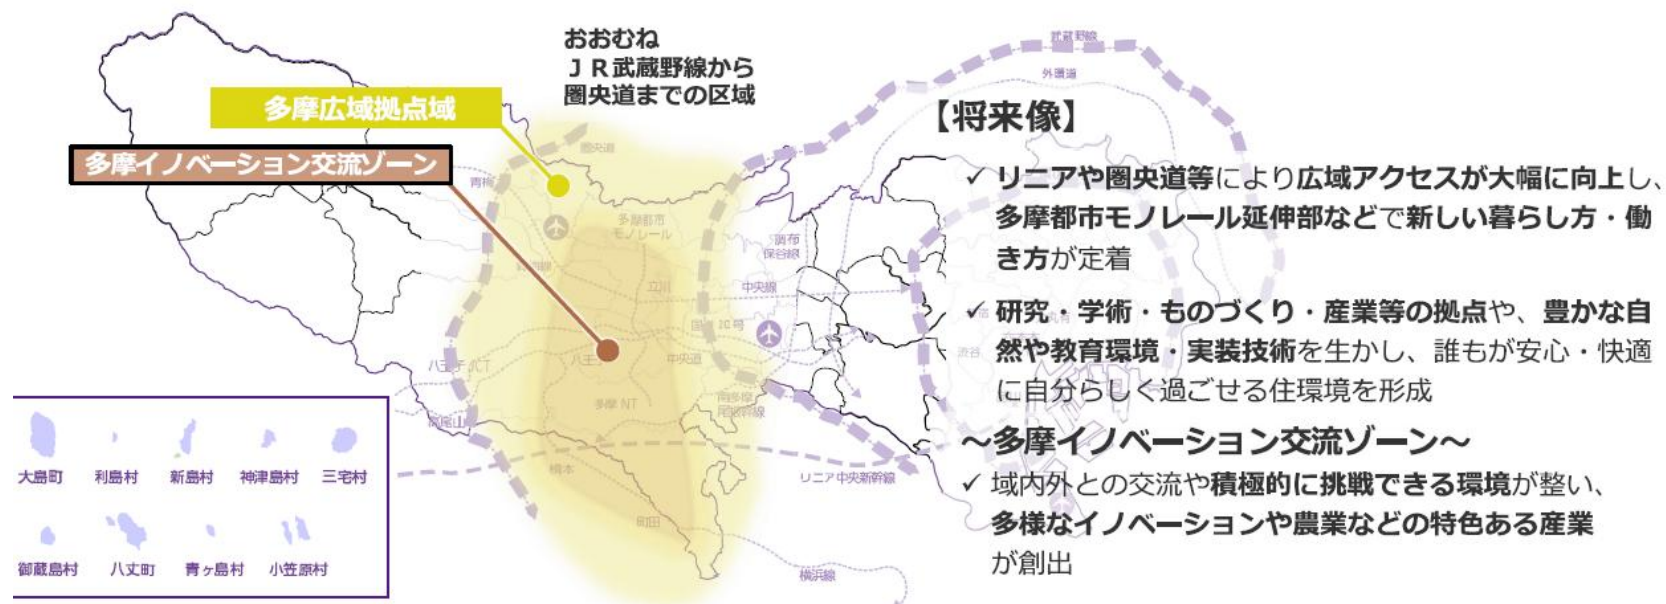 おおむね
ＪＲ武蔵野線から
圏央道までの区域
多摩広域拠点域
多摩イノベーション交流ゾーン
武蔵野線
外環道
圏央道
青梅
多摩都市
モノレール
調布
保谷線
立川
中央線
八王子JCT
八王子
中央道
多摩NT
南多摩
尾根幹線
高尾山
橋本
リニア中央新幹線
町田
横浜線
渋谷
【将来像】
✓ リニアや圏央道等により広域アクセスが大幅に向上し、
多摩都市モノレール延伸部などで新しい暮らし方・働
き方が定着
✓ 研究・学術・ものづくり・産業等の拠点や、豊かな自
然や教育環境・実装技術を生かし、誰もが安心・快適
に自分らしく過ごせる住環境を形成
～多摩イノベーション交流ゾーン～
✓ 域内外との交流や積極的に挑戦できる環境が整い、
多様なイノベーションや農業などの特色ある産業
が創出
大島町 利島村 新島村 神津島村 三宅村
御蔵島村 八丈町 青ヶ島村 小笠原村